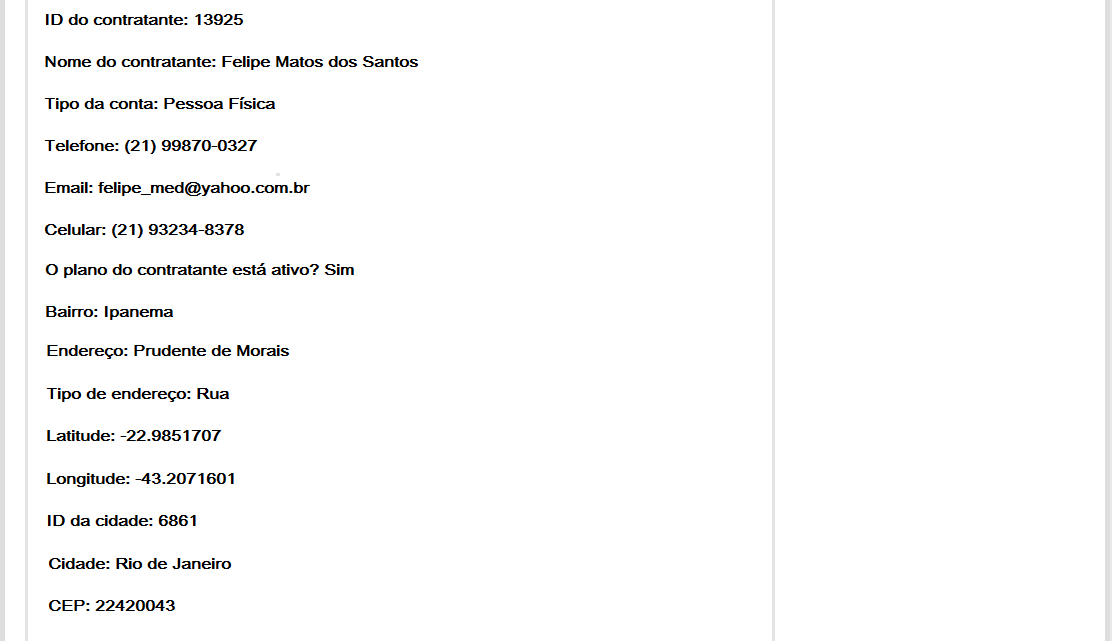 ID do contratante: 13925
Nome do contratante: Felipe Matos dos Santos
Tipo da conta: Pessoa Física
Telefone: (21) 99870-0327
Email: felipe_med@yahoo.com.br
Celular: (21) 93234-8378
O plano do contratante está ativo? Sim
Bairro: Ipanema
Endereço: Prudente de Morais
Tipo de endereço: Rua
Latitude: -22.9851707
Longitude: -43.2071601
ID da cidade: 6861
Cidade: Rio de Janeiro
CEP: 22420043